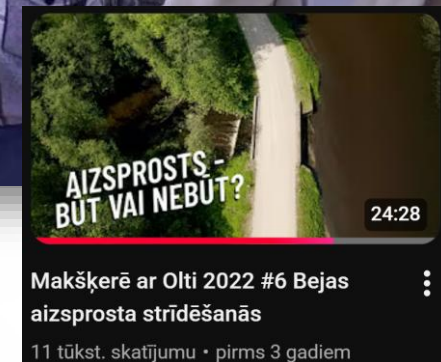 AIZSPROSTS -
BŪT VAI NEBŪT?
24:28
Makšķerē ar Olti 2022 #6 Bejas
aizsprosta strīdēšanās
11 tūkst. skatījumu • pirms 3 gadiem